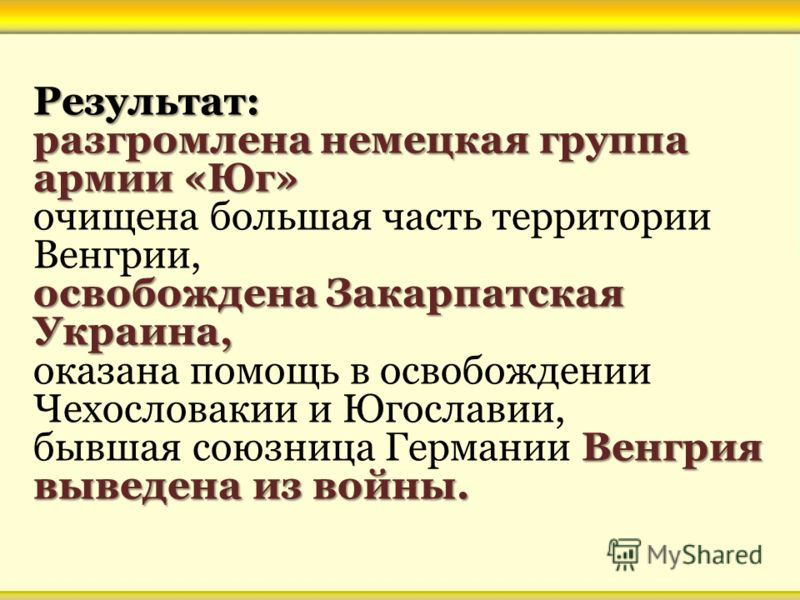 Результат:
разгромлена немецкая группа
армии «Юг»
очищена большая часть территории
Венгрии,
освобождена Закарпатская
Украина,
оказана помощь в освобождении
Чехословакии и Югославии,
бывшая союзница Германии Венгрия
выведена из войны.
MyShared